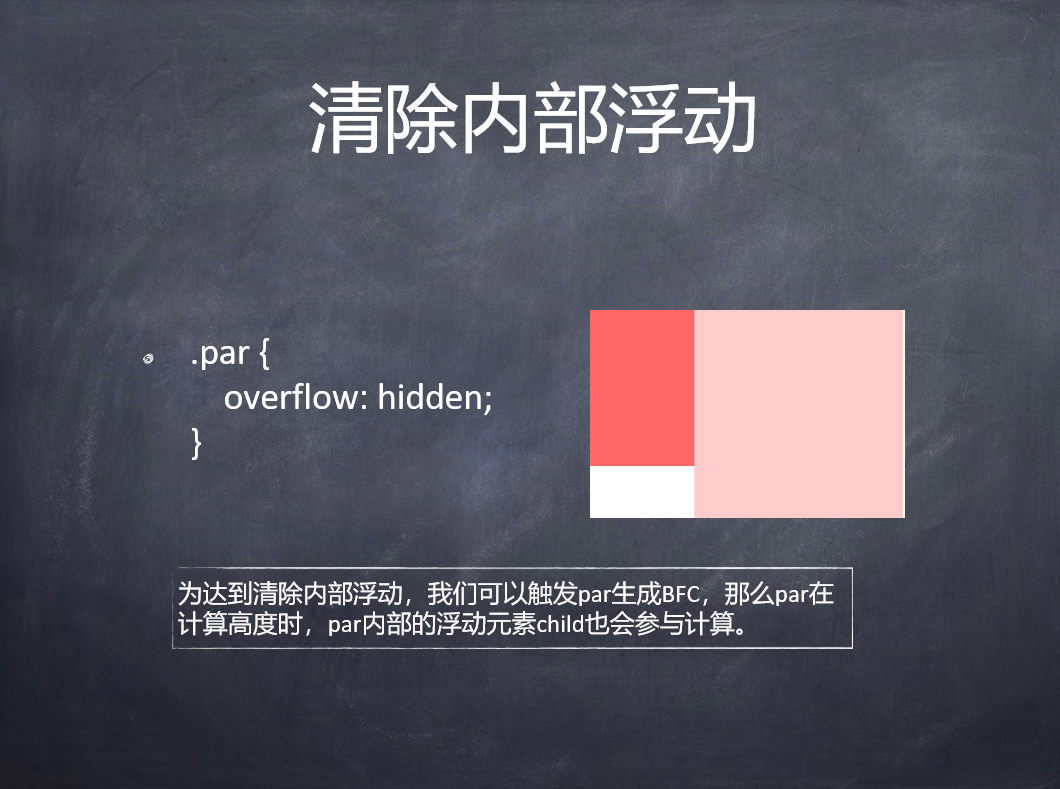 清除内部浮动
.par {
overflow: hidden;
}
为达到清除内部浮动，我们可以触发par生成BFC，那么par在
计算高度时，par内部的浮动元素child也会参与计算。